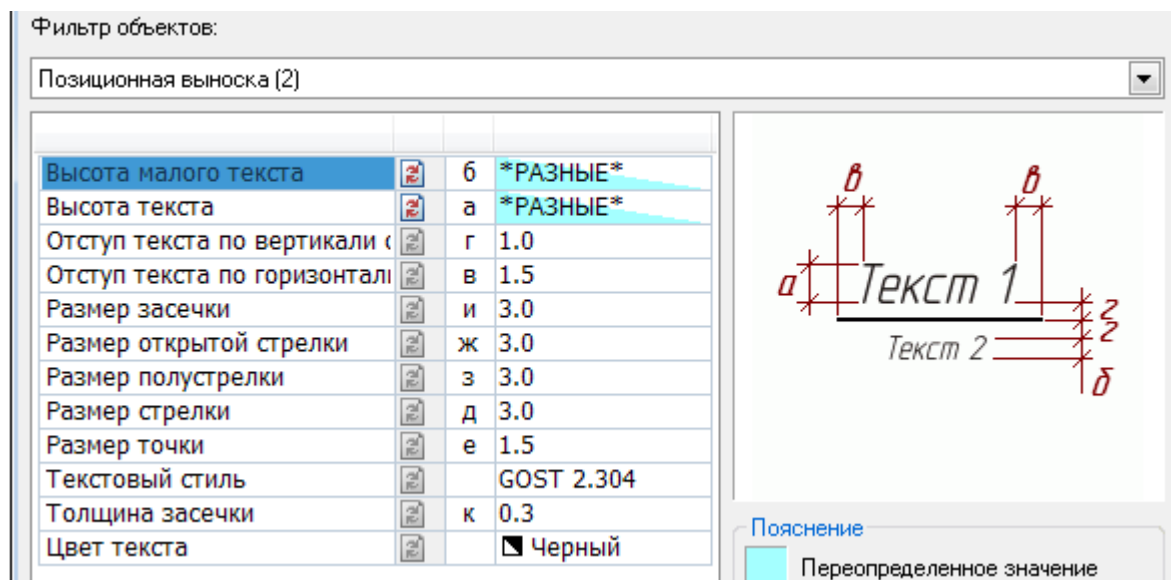 Фильтр объектов:
Позиционная выноска (2)
Высота малого текста б *РАЗНЫЕ*
Высота текста а *РАЗНЫЕ*
Отступ текста по вертикали с г 1.0
Отступ текста по горизонтали в 1.5
Размер засечки и 3.0
Размер открытой стрелки ж 3.0
Размер полустрелки з 3.0
Размер стрелки д 3.0
Размер точки е 1.5
Текстовый стиль GOST 2.304
Толщина засечки к 0.3
Цвет текста Черный
в в
а Текст 1 г
Текст 2 г
б
Пояснение
Переопределенное значение